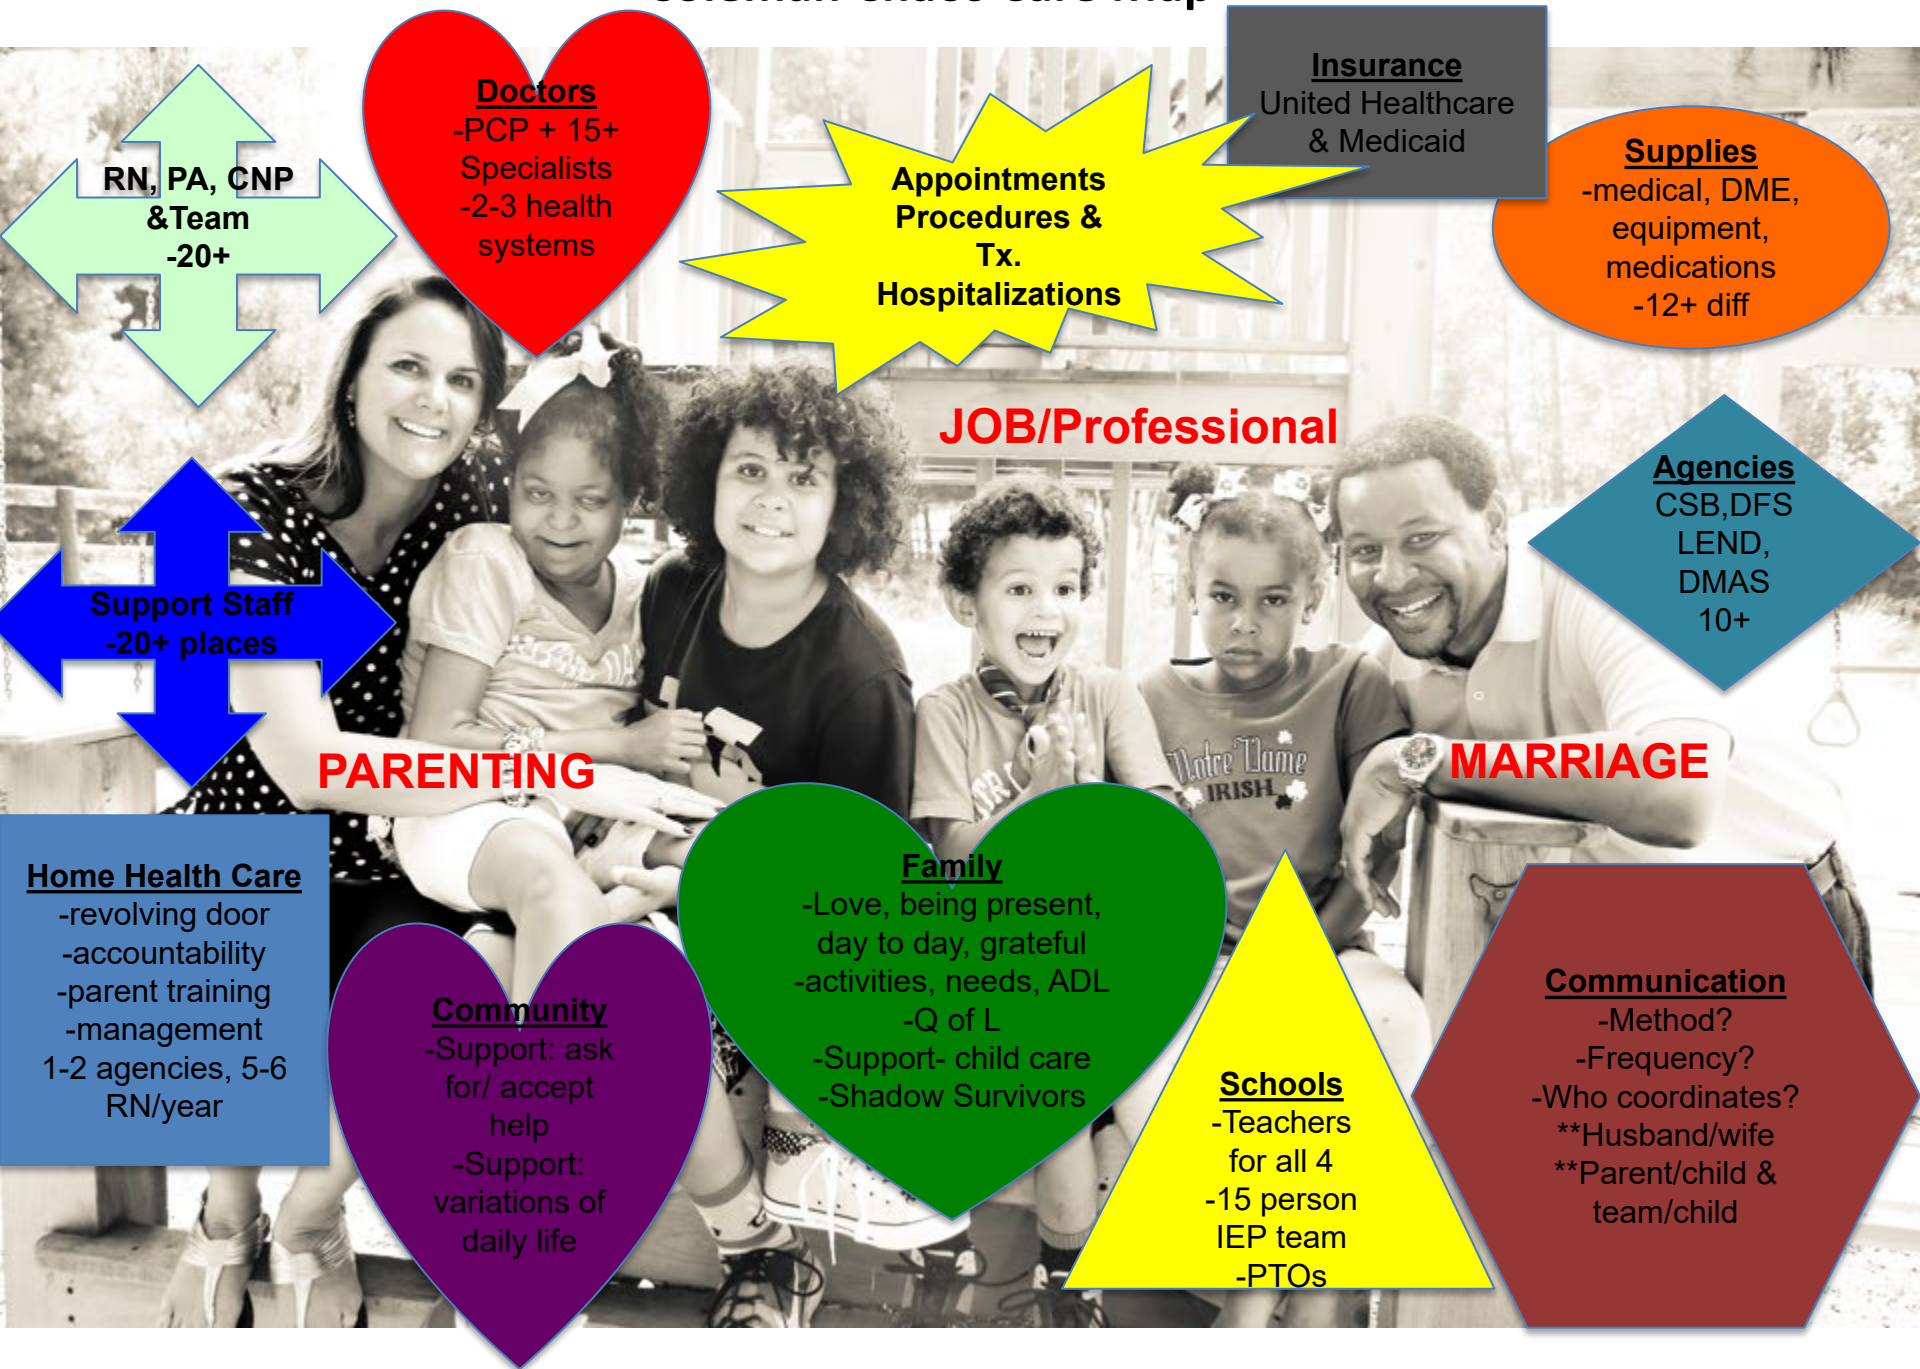 Doctors
-PCP + 15+
Specialists
-2-3 health
systems
Insurance
United Healthcare
& Medicaid
RN, PA, CNP
&Team
-20+
Appointments
Procedures &
Tx.
Hospitalizations
Supplies
-medical, DME,
equipment,
medications
-12+ diff
JOB/Professional
Agencies
CSB,DFS
LEND,
DMAS
10+
Support Staff
-20+ places
PARENTING
MARRIAGE
Notre Dame
IRISH
Home Health Care
-revolving door
-accountability
-parent training
-management
1-2 agencies, 5-6
RN/year
Community
-Support: ask
for/ accept
help
-Support:
variations of
daily life
Family
-Love, being present,
day to day, grateful
-activities, needs, ADL
-Q of L
-Support- child care
-Shadow Survivors
Schools
-Teachers
for all 4
-15 person
IEP team
-PTOs
Communication
-Method?
-Frequency?
-Who coordinates?
**Husband/wife
**Parent/child &
team/child